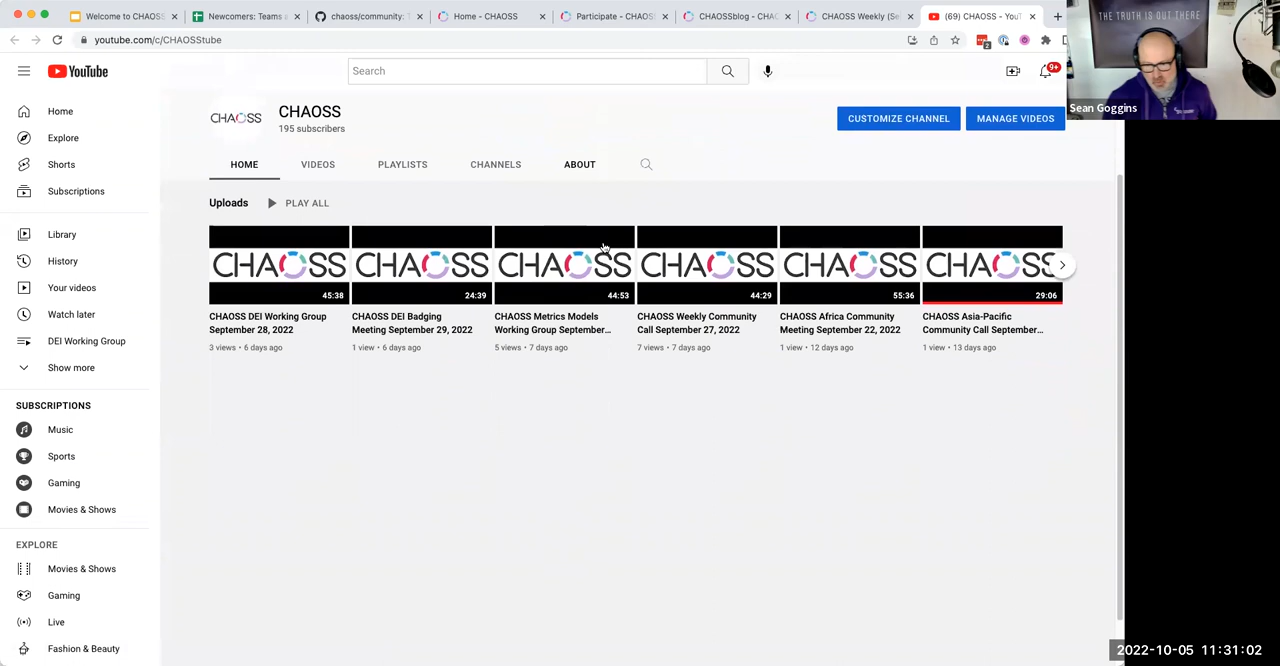 Welcome to CHAOSS
Newcomers: Teams a
chaoss/community:
Home - CHAOSS
Participate - CHAOS
CHAOSSblog - CHAC
CHAOSS Weekly (Se
(69) CHAOSS - YouT
youtube.com/c/CHAOSStube
2
THE TRUTH IS OUT THERE
Sean Goggins
YouTube
Search
9+
Home
Explore
Shorts
Subscriptions
Library
History
Your videos
Watch later
DEI Working Group
Show more
SUBSCRIPTIONS
Music
Sports
Gaming
Movies & Shows
EXPLORE
Movies & Shows
Gaming
Live
Fashion & Beauty
CHAOSS
CHAOSS
195 subscribers
CUSTOMIZE CHANNEL
MANAGE VIDEOS
HOME
VIDEOS
PLAYLISTS
CHANNELS
ABOUT
Uploads
PLAY ALL
CHAOSS
45:38
CHAOSS DEI Working Group
September 28, 2022
3 views • 6 days ago
CHAOSS
24:39
CHAOSS DEI Badging
Meeting September 29, 2022
1 view • 6 days ago
CHAOSS
44:53
CHAOSS Metrics Models
Working Group September...
5 views • 7 days ago
CHAOSS
44:29
CHAOSS Weekly Community
Call September 27, 2022
7 views • 7 days ago
CHAOSS
55:36
CHAOSS Africa Community
Meeting September 22, 2022
1 view • 12 days ago
CHAOSS
29:06
CHAOSS Asia-Pacific
Community Call September...
1 view • 13 days ago
2022-10-05 11:31:02